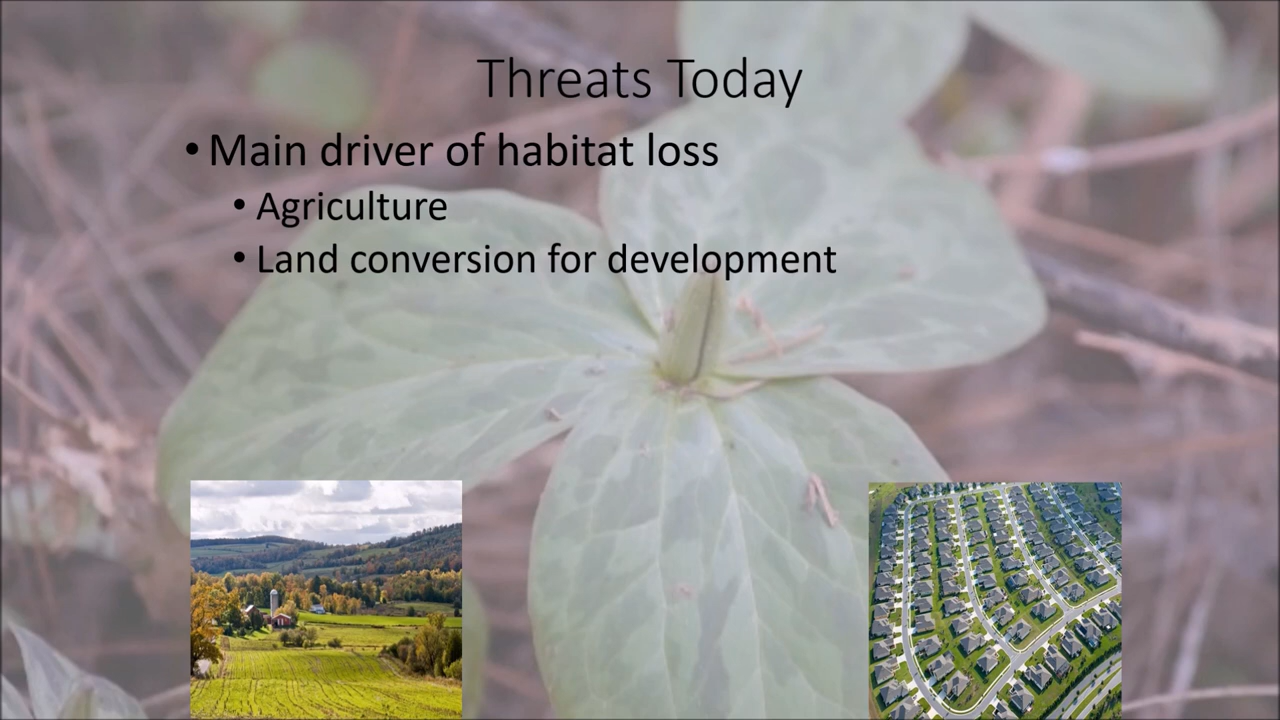 Threats Today
• Main driver of habitat loss
• Agriculture
• Land conversion for development